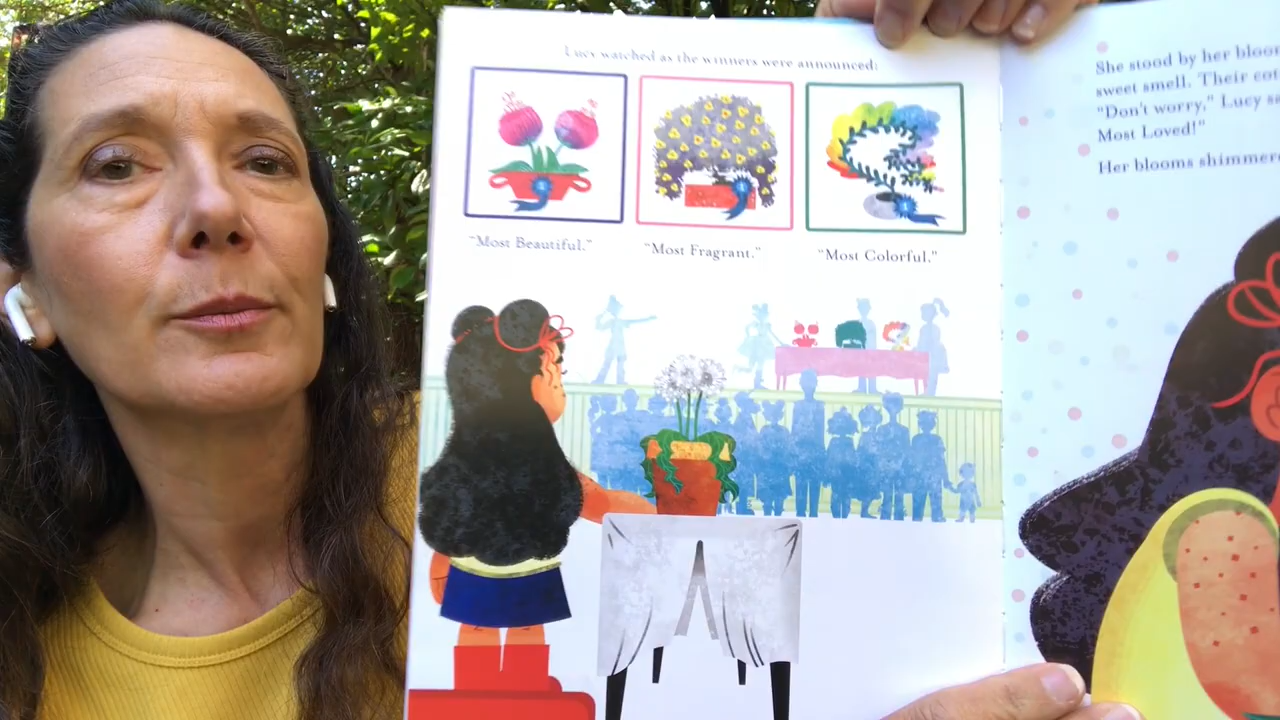 Lucy watched as the winners were announced:
"Most Beautiful."
"Most Fragrant."
"Most Colorful."
She stood by her bloo
sweet smell. Their co
"Don't worry," Lucy s
Most Loved!"
Her blooms shimmere